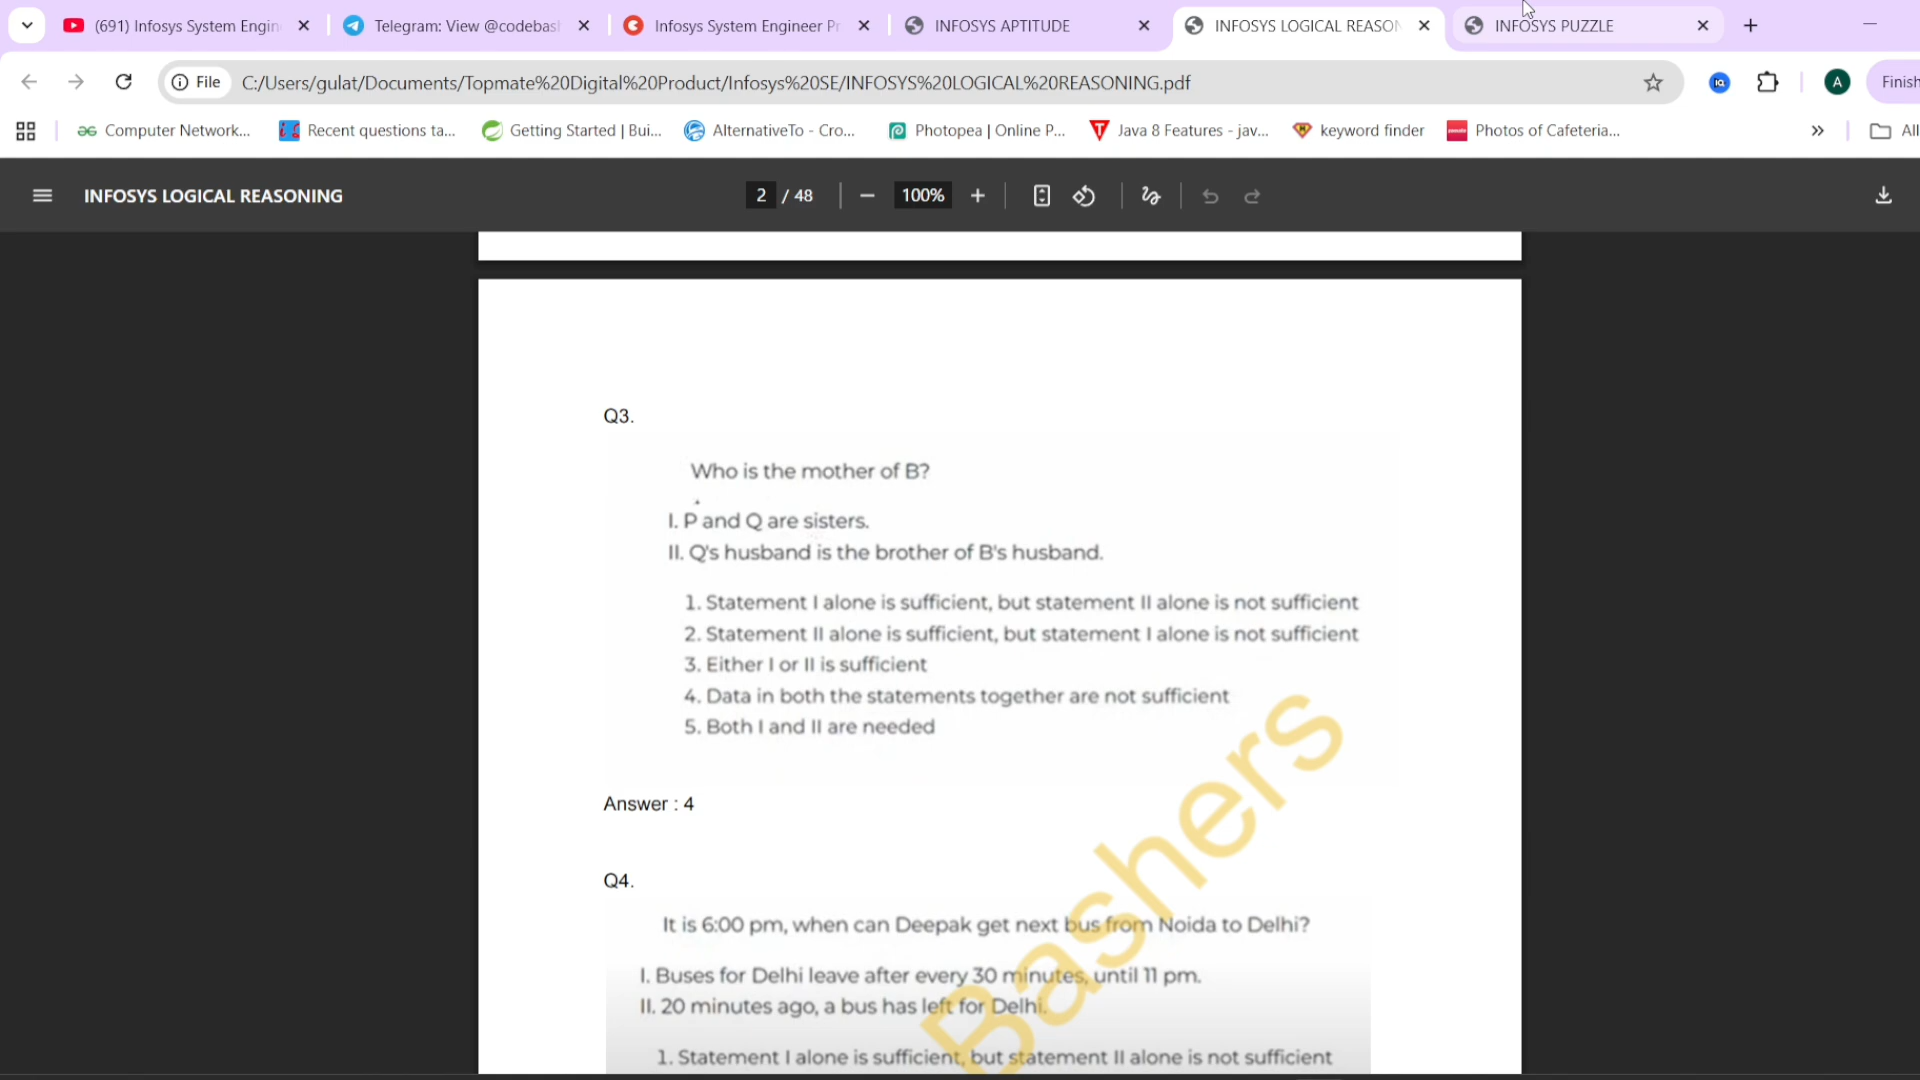 (691) Infosys System Engin
Telegram: View @codebash
Infosys System Engineer Pr
INFOSYS APTITUDE
INFOSYS LOGICAL REASON
INFOSYS PUZZLE
File
C:/Users/gulat/Documents/Topmate%20Digital%20Product/Infosys%20SE/INFOSYS%20LOGICAL%20REASONING.pdf
A
Finish
Computer Network...
Recent questions ta...
Getting Started | Bui...
AlternativeTo - Cro...
Photopea | Online P...
Java 8 Features - jav...
keyword finder
Photos of Cafeteria...
All
INFOSYS LOGICAL REASONING
2 / 48
100%
Q3.
Who is the mother of B?
I. P and Q are sisters.
II. Q's husband is the brother of B's husband.
1. Statement I alone is sufficient, but statement II alone is not sufficient
2. Statement II alone is sufficient, but statement I alone is not sufficient
3. Either I or II is sufficient
4. Data in both the statements together are not sufficient
5. Both I and II are needed
Answer : 4
Q4.
It is 6:00 pm, when can Deepak get next bus from Noida to Delhi?
I. Buses for Delhi leave after every 30 minutes, until 11 pm.
II. 20 minutes ago, a bus has left for Delhi.
1. Statement I alone is sufficient, but statement II alone is not sufficient
Bashers